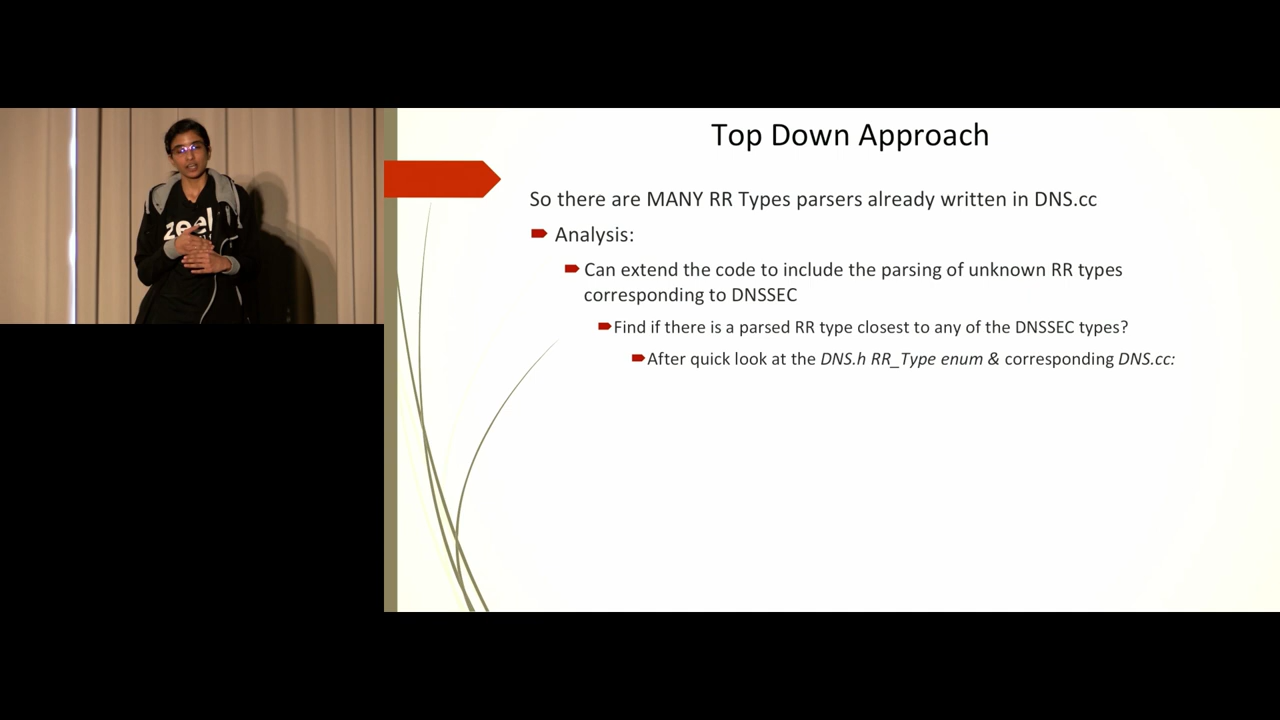 Top Down Approach
So there are MANY RR Types parsers already written in DNS.cc
Analysis:
Can extend the code to include the parsing of unknown RR types
corresponding to DNSSEC
Find if there is a parsed RR type closest to any of the DNSSEC types?
After quick look at the DNS.h RR_Type enum & corresponding DNS.cc: